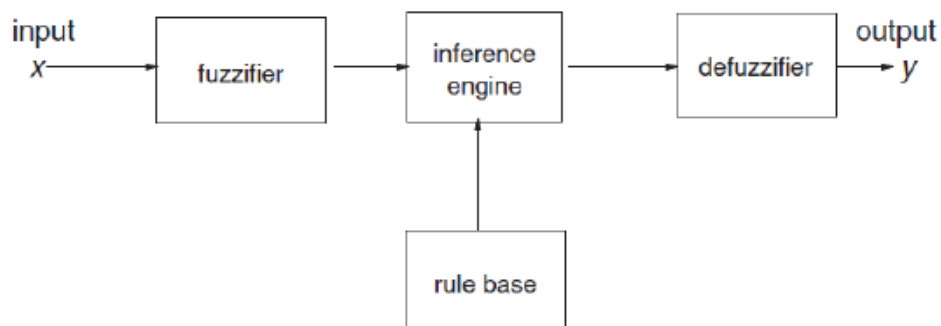 input
x
fuzzifier
inference
engine
defuzzifier
output
y
rule base